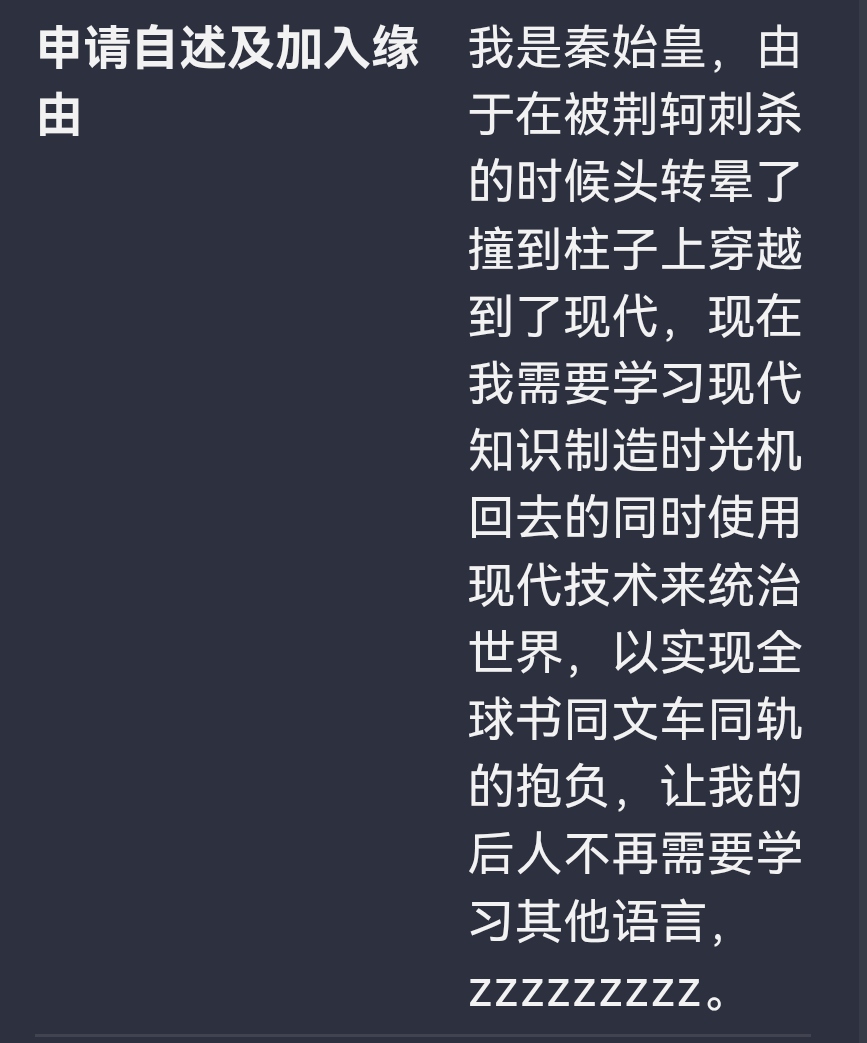 申请自述及加入缘
由
我是秦始皇，由
于在被荆轲刺杀
的时候头转晕了
撞到柱子上穿越
到了现代，现在
我需要学习现代
知识制造时光机
回去的同时使用
现代技术来统治
世界，以实现全
球书同文车同轨
的抱负，让我的
后人不再需要学
习其他语言，
zzzzzzzzz。